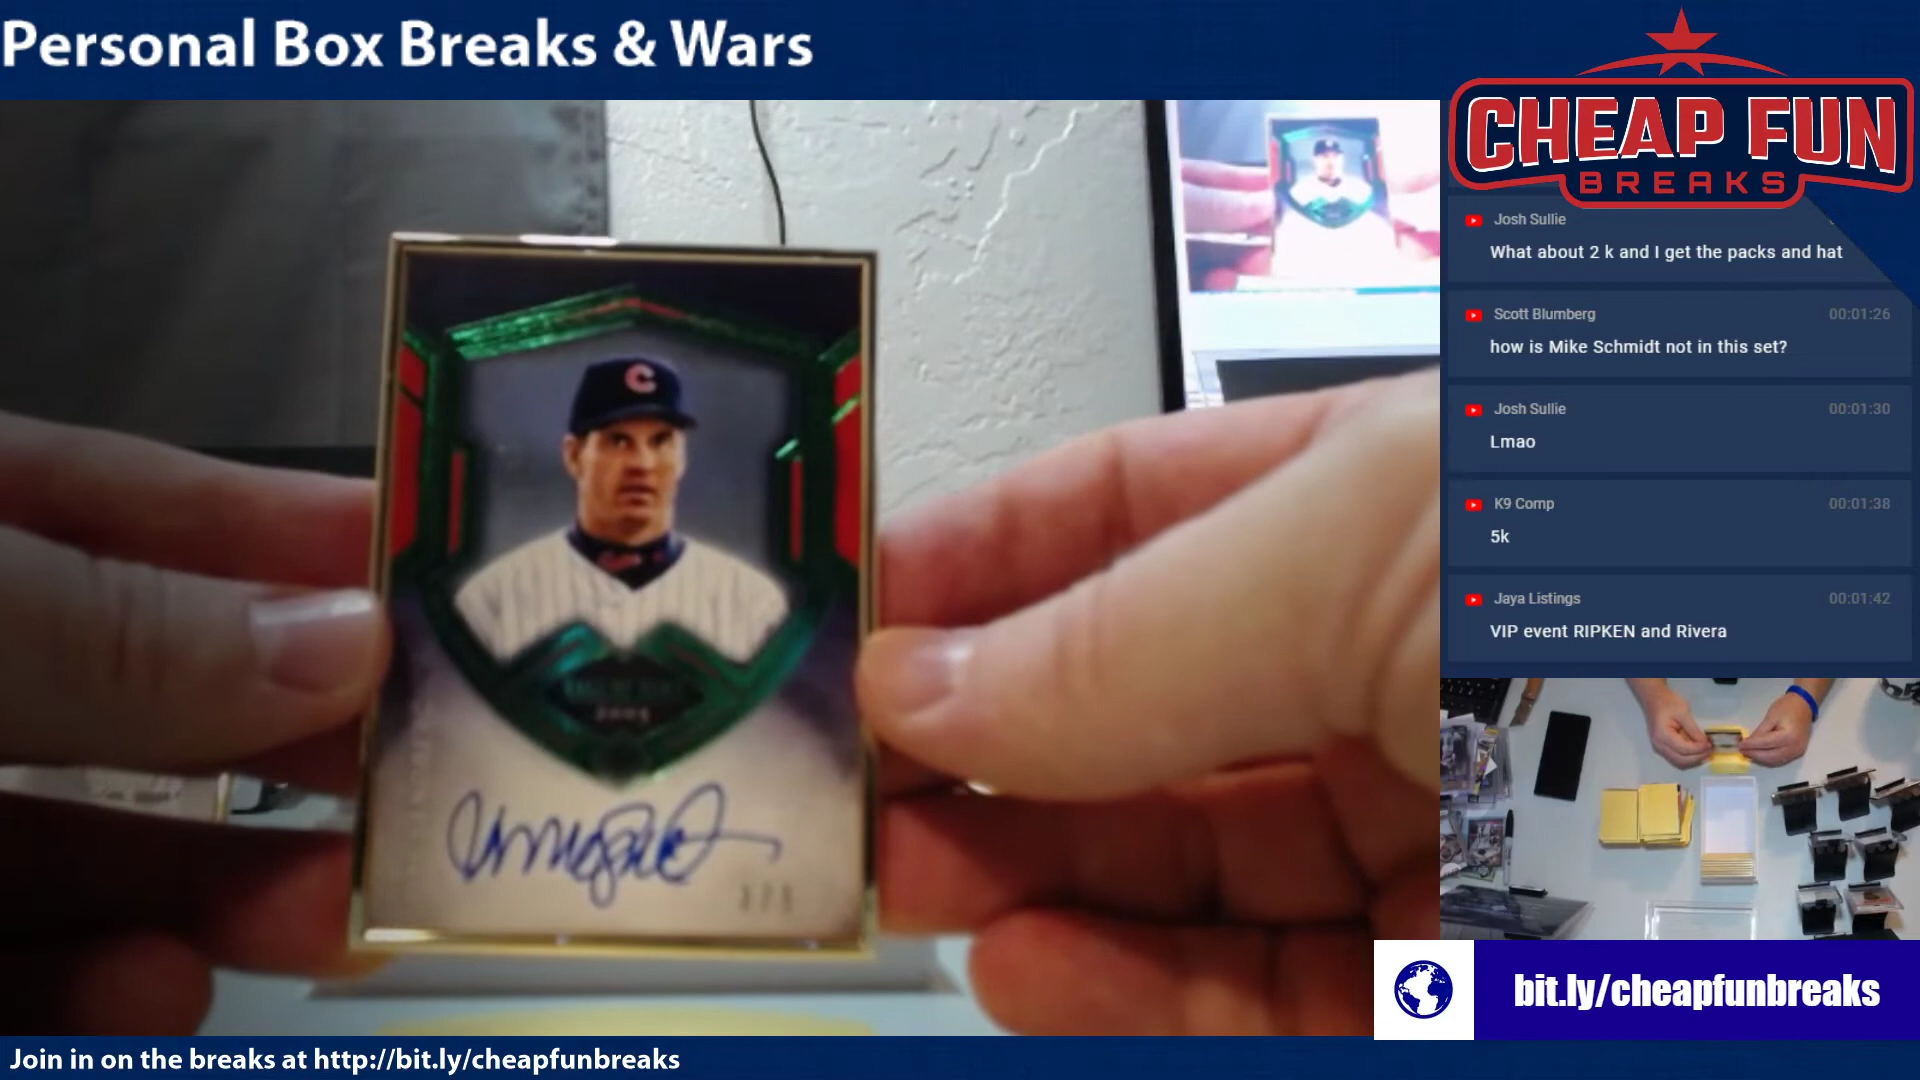 Personal Box Breaks & Wars
CHEAP FUN
BREAKS
Josh Sullie
What about 2 k and I get the packs and hat
Scott Blumberg 00:01:26
how is Mike Schmidt not in this set?
Josh Sullie 00:01:30
Lmao
K9 Comp 00:01:38
5k
Jaya Listings 00:01:42
VIP event RIPKEN and Rivera
C
bit.ly/cheapfunbreaks
Join in on the breaks at http://bit.ly/cheapfunbreaks